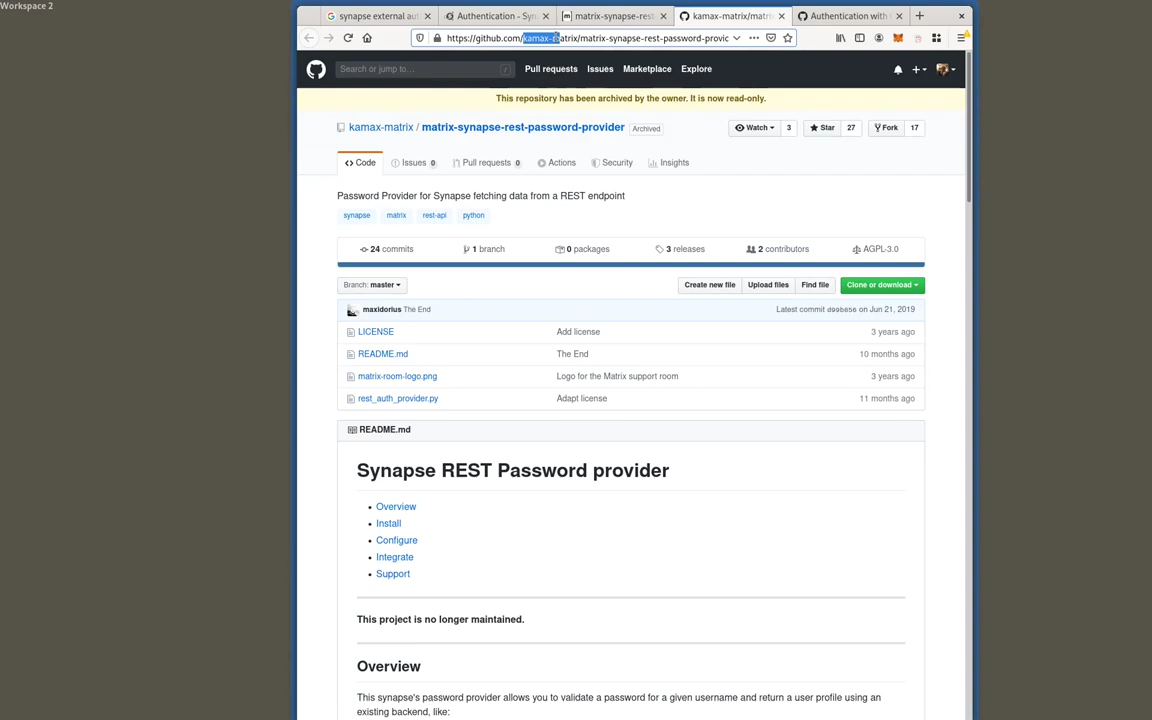 Workspace 2
synapse external au
Authentication - Syn
matrix-synapse-rest-
kamax-matrix/matri
Authentication with
https://github.com/kamax-matrix/matrix-synapse-rest-password-provic
Search or jump to…
/
Pull requests
Issues
Marketplace
Explore
This repository has been archived by the owner. It is now read-only.
kamax-matrix / matrix-synapse-rest-password-provider Archived
Watch 3
Star 27
Fork 17
Code
Issues 0
Pull requests 0
Actions
Security
Insights
Password Provider for Synapse fetching data from a REST endpoint
synapse matrix rest-api python
24 commits
1 branch
0 packages
3 releases
2 contributors
AGPL-3.0
Branch: master
Create new file Upload files Find file Clone or download
maxidorius The End Latest commit on Jun 21, 2019
LICENSE Add license 3 years ago
README.md The End 10 months ago
matrix-room-logo.png Logo for the Matrix support room 3 years ago
rest_auth_provider.py Adapt license 11 months ago
README.md
Synapse REST Password provider
Overview
Install
Configure
Integrate
Support
This project is no longer maintained.
Overview
This synapse's password provider allows you to validate a password for a given username and return a user profile using an
existing backend, like: